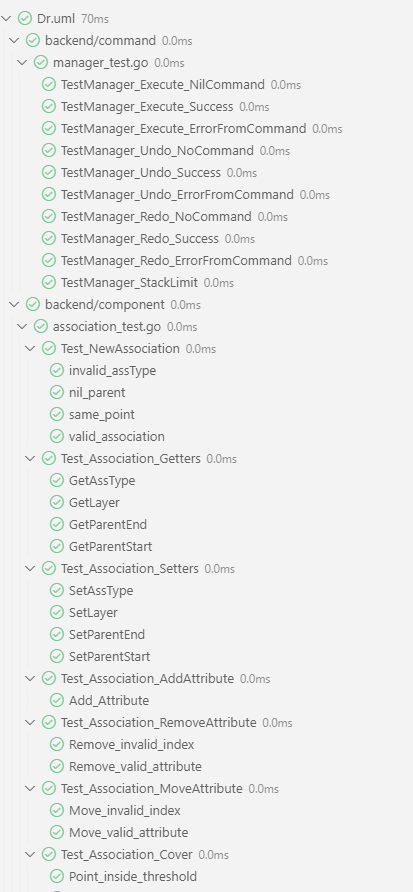 Dr.uml 70ms
backend/command 0.0ms
manager_test.go 0.0ms
TestManager_Execute_NilCommand 0.0ms
TestManager_Execute_Success 0.0ms
TestManager_Execute_ErrorFromCommand 0.0ms
TestManager_Undo_NoCommand 0.0ms
TestManager_Undo_Success 0.0ms
TestManager_Undo_ErrorFromCommand 0.0ms
TestManager_Redo_NoCommand 0.0ms
TestManager_Redo_Success 0.0ms
TestManager_Redo_ErrorFromCommand 0.0ms
TestManager_StackLimit 0.0ms
backend/component 0.0ms
association_test.go 0.0ms
Test_NewAssociation 0.0ms
invalid_assType
nil_parent
same_point
valid_association
Test_Association_Getters 0.0ms
GetAssType
GetLayer
GetParentEnd
GetParentStart
Test_Association_Setters 0.0ms
SetAssType
SetLayer
SetParentEnd
SetParentStart
Test_Association_AddAttribute 0.0ms
Add_Attribute
Test_Association_RemoveAttribute 0.0ms
Remove_invalid_index
Remove_valid_attribute
Test_Association_MoveAttribute 0.0ms
Move_invalid_index
Move_valid_attribute
Test_Association_Cover 0.0ms
Point_inside_threshold